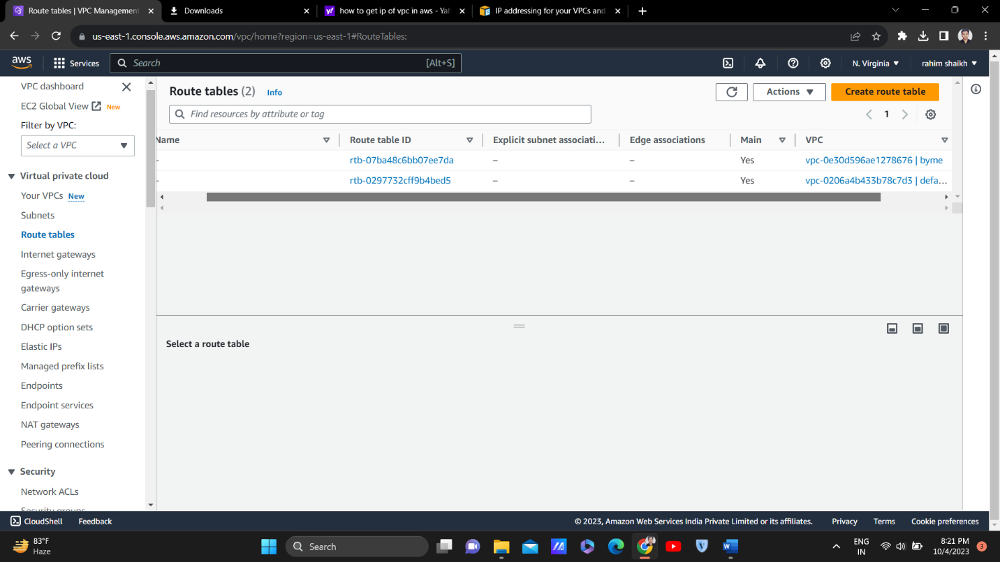 Route tables | VPC Management
Downloads
how to get ip of vpc in aws - Yah
IP addressing for your VPCs and
us-east-1.console.aws.amazon.com/vpc/home?region=us-east-1#RouteTables:
aws
Services
Search
[Alt+S]
N. Virginia
rahim shaikh
VPC dashboard
EC2 Global View New
Filter by VPC:
Select a VPC
Virtual private cloud
Your VPCs New
Subnets
Route tables
Internet gateways
Egress-only internet
gateways
Carrier gateways
DHCP option sets
Elastic IPs
Managed prefix lists
Endpoints
Endpoint services
NAT gateways
Peering connections
Security
Network ACLs
Security groups
Route tables (2) Info
Actions
Create route table
Find resources by attribute or tag
1
Name Route table ID Explicit subnet associati... Edge associations Main VPC
– rtb-07ba48c6bb07ee7da – – Yes vpc-0e30d596ae1278676 | byme
– rtb-0297732cff9b4bed5 – – Yes vpc-0206a4b433b78c7d3 | defa...
Select a route table
CloudShell Feedback
© 2023, Amazon Web Services India Private Limited or its affiliates. Privacy Terms Cookie preferences
83°F
Haze
Search
ENG
IN
8:21 PM
10/4/2023
3